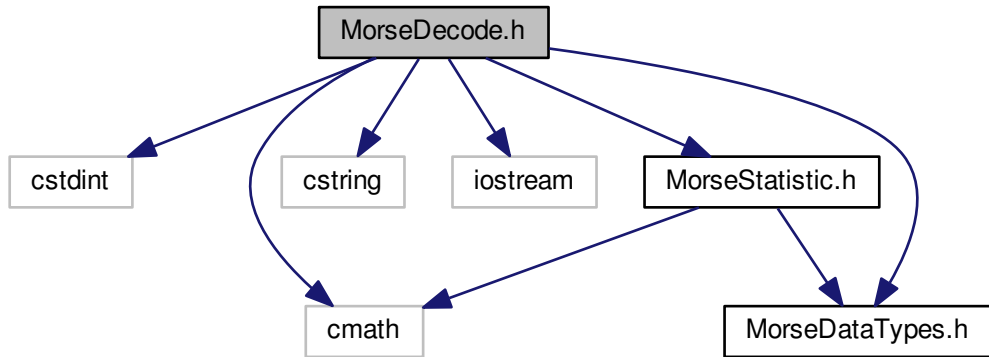 MorseDecode.h
cstdint
cstring
iostream
MorseStatistic.h
cmath
MorseDataTypes.h